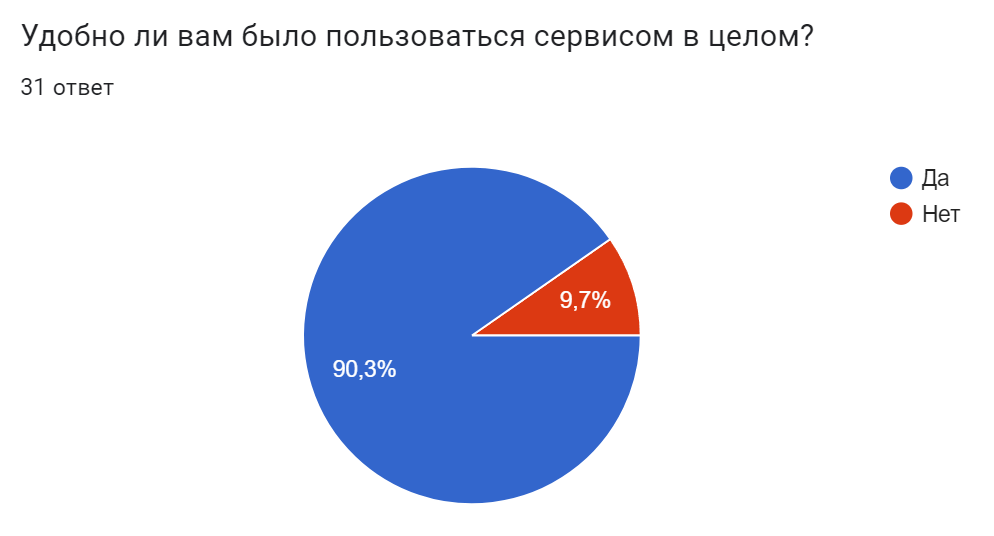 Удобно ли вам было пользоваться сервисом в целом?
31 ответ
Да
Нет
9,7%
90,3%